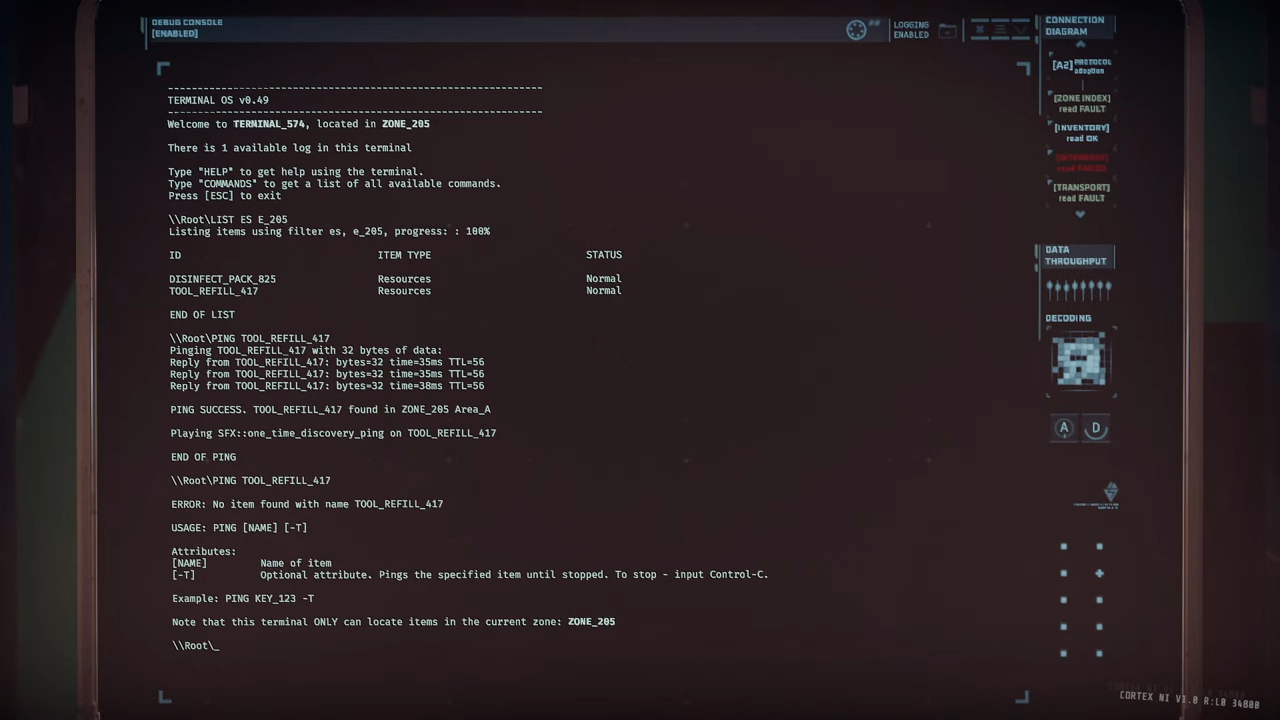 DEBUG CONSOLE
[ENABLED]
LOGGING
ENABLED
CONNECTION
DIAGRAM
[A2] PROTOCOL
adaption
[ZONE INDEX]
read FAULT
[INVENTORY]
read OK
read FAILED
[TRANSPORT]
read FAULT
DATA
THROUGHPUT
DECODING
A D
----------------------------------------------------------------
TERMINAL OS v0.49
----------------------------------------------------------------
Welcome to TERMINAL_574, located in ZONE_205
There is 1 available log in this terminal
Type "HELP" to get help using the terminal.
Type "COMMANDS" to get a list of all available commands.
Press [ESC] to exit
\\Root\LIST ES E_205
Listing items using filter es, e_205, progress: : 100%
ID ITEM TYPE STATUS
DISINFECT_PACK_825 Resources Normal
TOOL_REFILL_417 Resources Normal
END OF LIST
\\Root\PING TOOL_REFILL_417
Pinging TOOL_REFILL_417 with 32 bytes of data:
Reply from TOOL_REFILL_417: bytes=32 time=35ms TTL=56
Reply from TOOL_REFILL_417: bytes=32 time=35ms TTL=56
Reply from TOOL_REFILL_417: bytes=32 time=38ms TTL=56
PING SUCCESS. TOOL_REFILL_417 found in ZONE_205 Area_A
Playing SFX::one_time_discovery_ping on TOOL_REFILL_417
END OF PING
\\Root\PING TOOL_REFILL_417
ERROR: No item found with name TOOL_REFILL_417
USAGE: PING [NAME] [-T]
Attributes:
[NAME] Name of item
[-T] Optional attribute. Pings the specified item until stopped. To stop - input Control-C.
Example: PING KEY_123 -T
Note that this terminal ONLY can locate items in the current zone: ZONE_205
\\Root\_
CORTEX NI V1.0 R:L0 34800